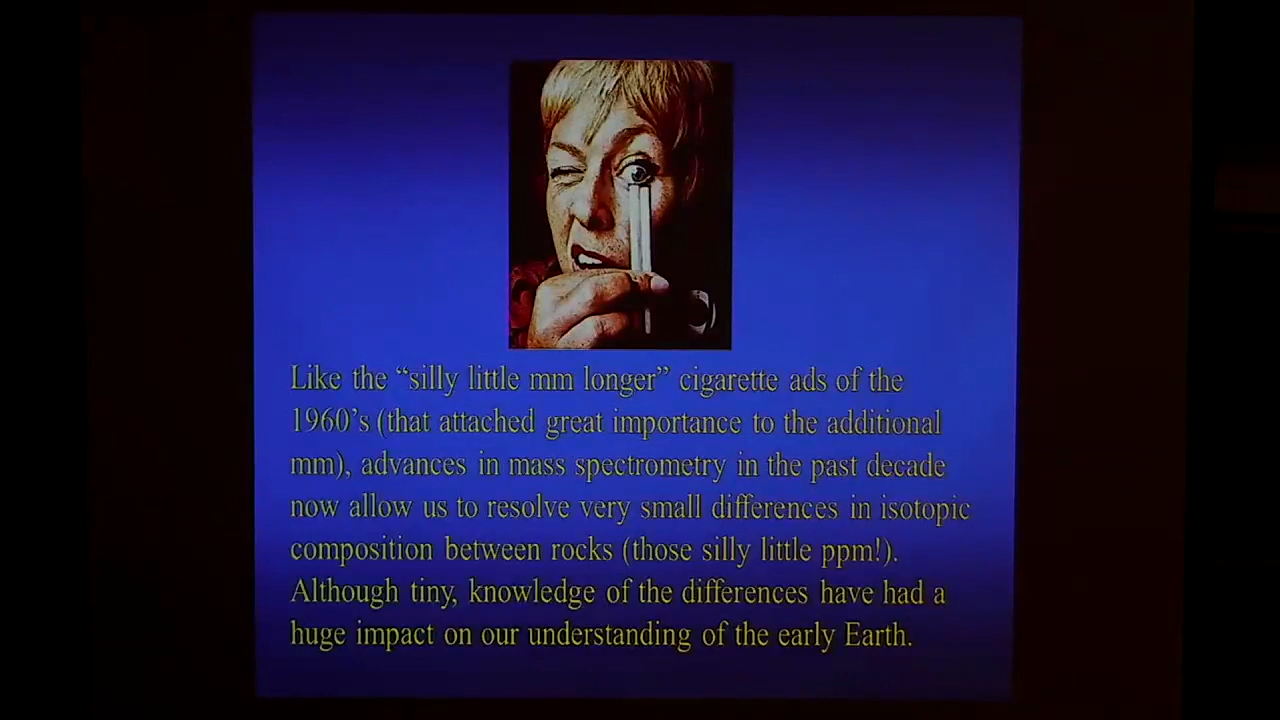 Like the “silly little mm longer” cigarette ads of the
1960’s (that attached great importance to the additional
mm), advances in mass spectrometry in the past decade
now allow us to resolve very small differences in isotopic
composition between rocks (those silly little ppm!).
Although tiny, knowledge of the differences have had a
huge impact on our understanding of the early Earth.